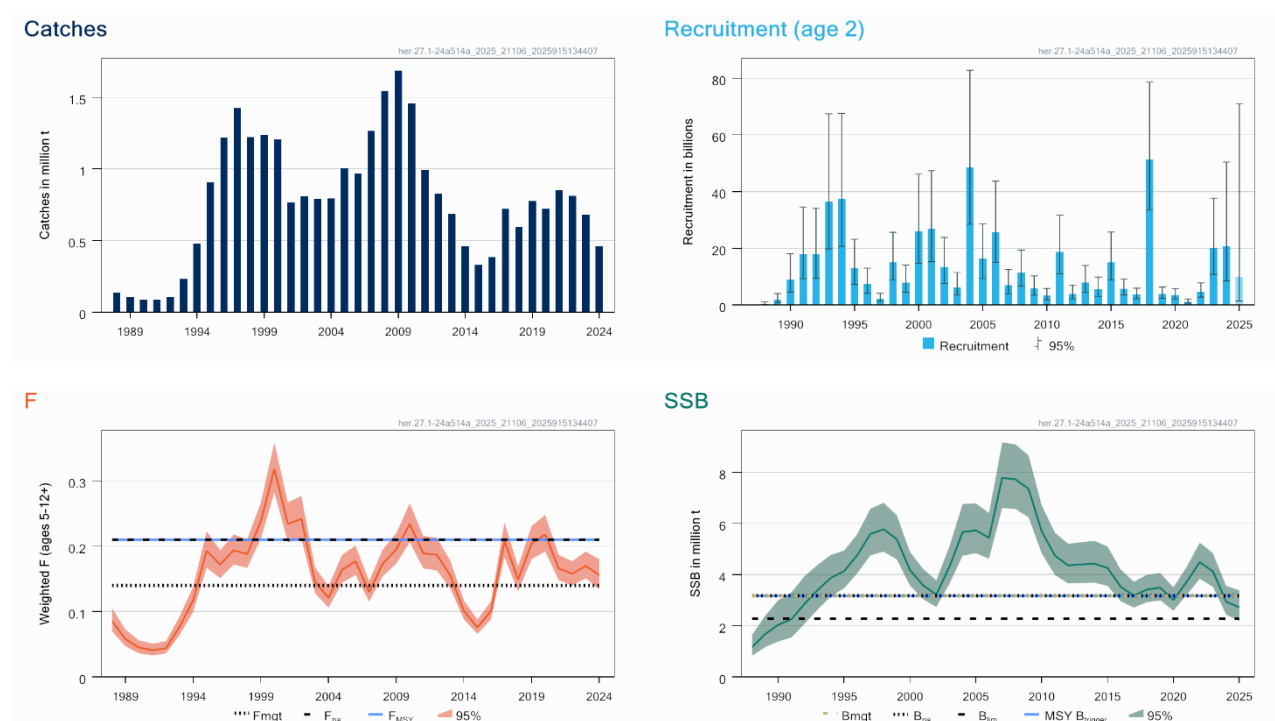 Catches
her.27.1-24a514a_2025_21106_2025915134407
Catches in million t
1.5
1
0.5
0
1989 1994 1999 2004 2009 2014 2019 2024
Recruitment (age 2)
her.27.1-24a514a_2025_21106_2025915134407
Recruitment in billions
80
60
40
20
0
1990 1995 2000 2005 2010 2015 2020 2025
Recruitment 95%
F
her.27.1-24a514a_2025_21106_2025915134407
Weighted F (ages 5-12+)
0.3
0.2
0.1
0
1989 1994 1999 2004 2009 2014 2019 2024
Fmgt Fpa FMSY 95%
SSB
her.27.1-24a514a_2025_21106_2025915134407
SSB in million t
8
6
4
2
0
1990 1995 2000 2005 2010 2015 2020 2025
Bmgt Bpa Blim MSY Btrigger 95%